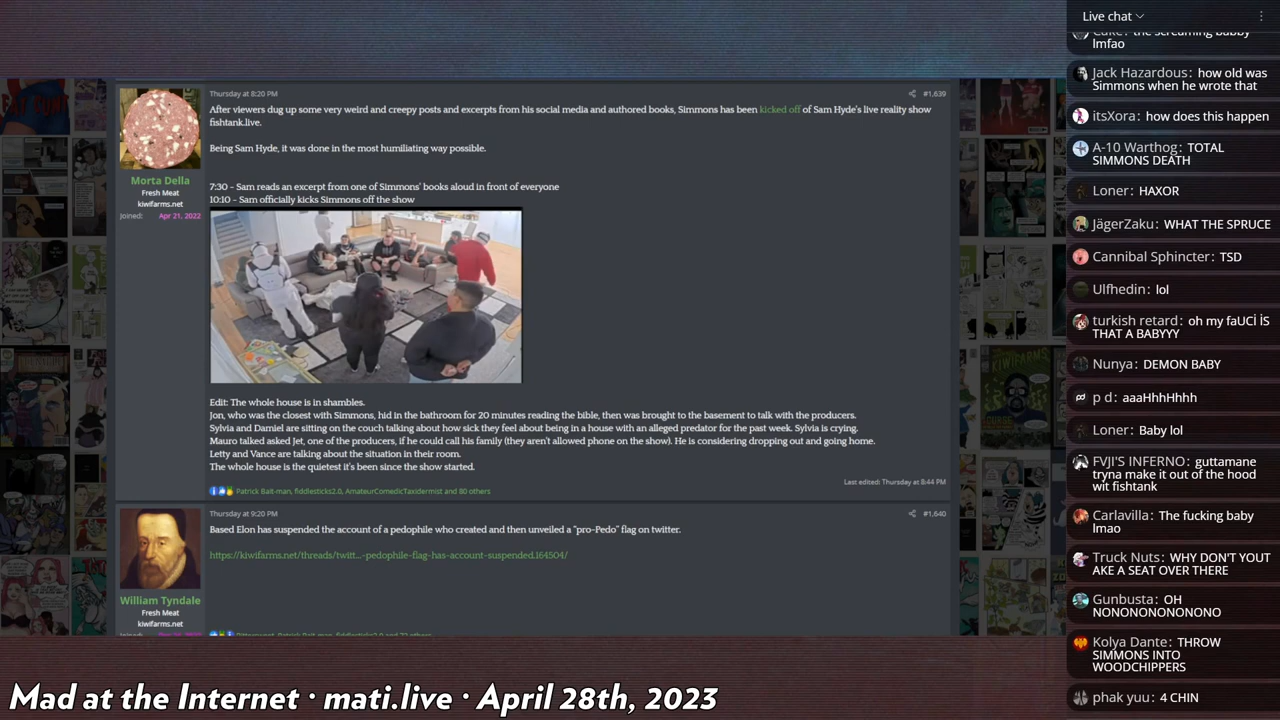 Thursday at 8:20 PM
#1,639
After viewers dug up some very weird and creepy posts and excerpts from his social media and authored books, Simmons has been kicked off of Sam Hyde's live reality show
fishtank.live.
Being Sam Hyde, it was done in the most humiliating way possible.
7:30 - Sam reads an excerpt from one of Simmons' books aloud in front of everyone
10:10 - Sam officially kicks Simmons off the show
Morta Della
Fresh Meat
kiwifarms.net
Joined: Apr 21, 2022
Edit: The whole house is in shambles.
Jon, who was the closest with Simmons, hid in the bathroom for 20 minutes reading the bible, then was brought to the basement to talk with the producers.
Sylvia and Damiel are sitting on the couch talking about how sick they feel about being in a house with an alleged predator for the past week. Sylvia is crying.
Mauro talked asked Jet, one of the producers, if he could call his family (they aren't allowed phone on the show). He is considering dropping out and going home.
Letty and Vance are talking about the situation in their room.
The whole house is the quietest it's been since the show started.
Last edited: Thursday at 8:44 PM
Patrick Bait-man, fiddlesticks2.0, AmateurComedicTaxidermist and 80 others
Thursday at 9:20 PM
#1,640
Based Elon has suspended the account of a pedophile who created and then unveiled a "pro-Pedo" flag on twitter.
https://kiwifarms.net/threads/twitt...-pedophile-flag-has-account-suspended.164504/
William Tyndale
Fresh Meat
kiwifarms.net
Mad at the Internet · mati.live · April 28th, 2023
Live chat
Cake: the screaming babby
lmfao
Jack Hazardous: how old was
Simmons when he wrote that
itsXora: how does this happen
A-10 Warthog: TOTAL
SIMMONS DEATH
Loner: HAXOR
JägerZaku: WHAT THE SPRUCE
Cannibal Sphincter: TSD
Ulfhedin: lol
turkish retard: oh my faUCİ İS
THAT A BABYYY
Nunya: DEMON BABY
p d: aaaHhhHhhh
Loner: Baby lol
FVJI'S INFERNO: guttamane
tryna make it out of the hood
wit fishtank
Carlavilla: The fucking baby
lmao
Truck Nuts: WHY DON'T YOUT
AKE A SEAT OVER THERE
Gunbusta: OH
NONONONONONONO
Kolya Dante: THROW
SIMMONS INTO
WOODCHIPPERS
phak yuu: 4 CHIN